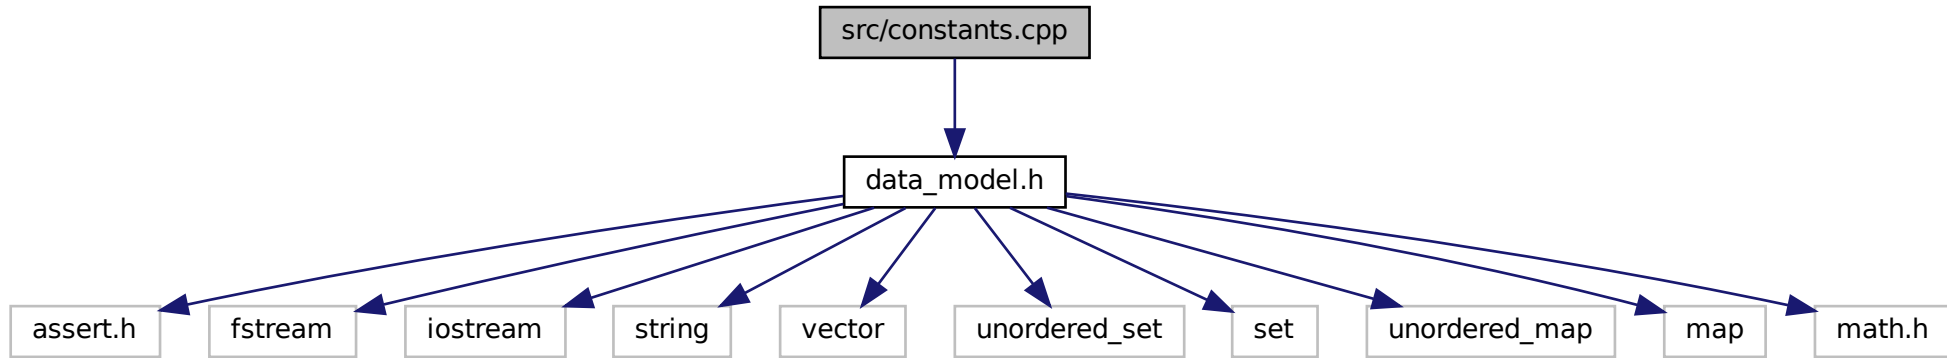 src/constants.cpp
data_model.h
assert.h
fstream
iostream
string
vector
unordered_set
set
unordered_map
map
math.h